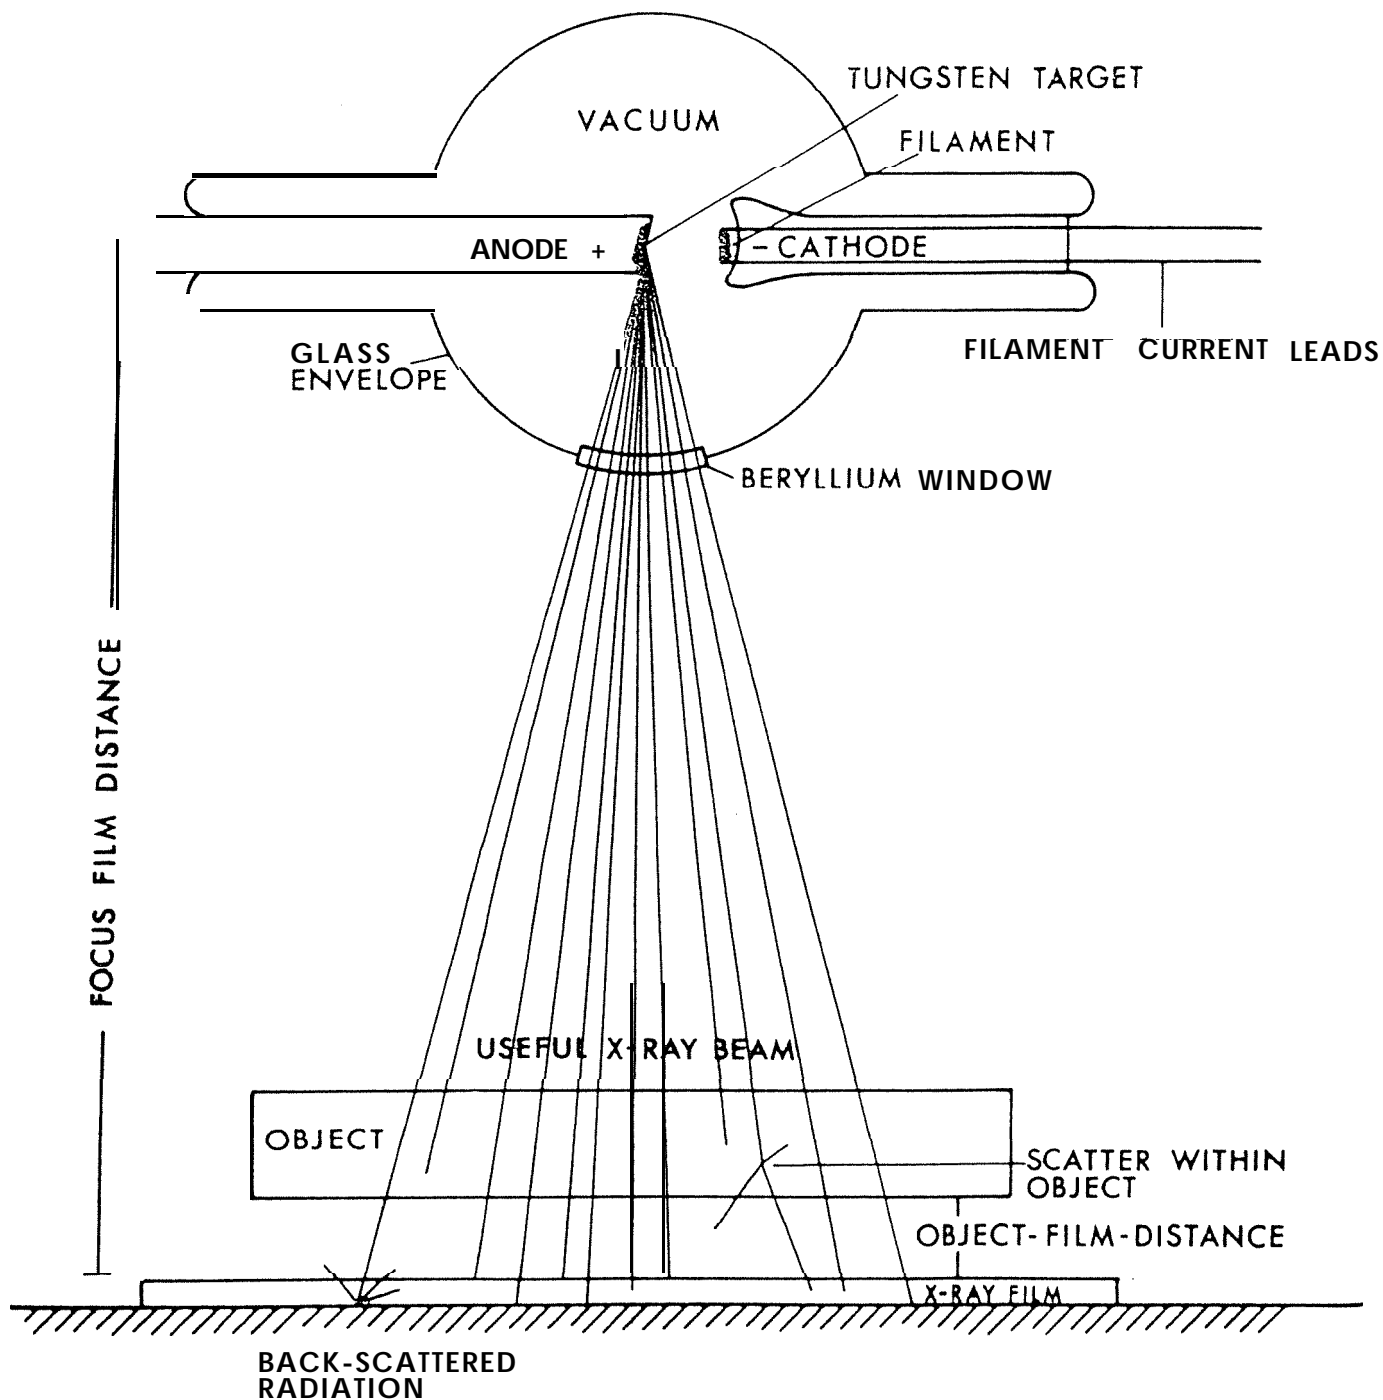 TUNGSTEN TARGET
VACUUM
FILAMENT
ANODE +
– CATHODE
GLASS
ENVELOPE
FILAMENT CURRENT LEADS
BERYLLIUM WINDOW
FOCUS FILM DISTANCE
USEFUL X-RAY BEAM
OBJECT
SCATTER WITHIN
OBJECT
OBJECT-FILM-DISTANCE
X-RAY FILM
BACK-SCATTERED
RADIATION